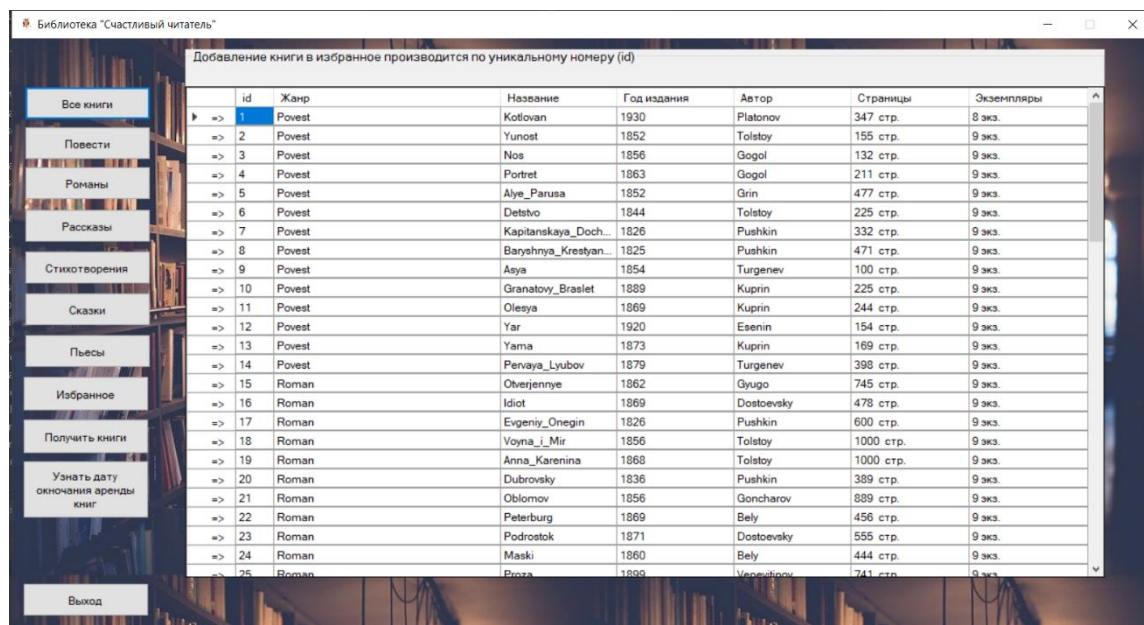 Библиотека "Счастливый читатель"
Добавление книги в избранное производится по уникальному номеру (id)
Все книги
Повести
Романы
Рассказы
Стихотворения
Сказки
Пьесы
Избранное
Получить книги
Узнать дату
окночания аренды
книг
Выход
id Жанр Название Год издания Автор Страницы Экземпляры
=> 1 Povest Kotlovan 1930 Platonov 347 стр. 8 экз.
=> 2 Povest Yunost 1852 Tolstoy 155 стр. 9 экз.
=> 3 Povest Nos 1856 Gogol 132 стр. 9 экз.
=> 4 Povest Portret 1863 Gogol 211 стр. 9 экз.
=> 5 Povest Alye_Parusa 1852 Grin 477 стр. 9 экз.
=> 6 Povest Detstvo 1844 Tolstoy 225 стр. 9 экз.
=> 7 Povest Kapitanskaya_Doch... 1826 Pushkin 332 стр. 9 экз.
=> 8 Povest Baryshnya_Krestyan... 1825 Pushkin 471 стр. 9 экз.
=> 9 Povest Asya 1854 Turgenev 100 стр. 9 экз.
=> 10 Povest Granatovy_Braslet 1889 Kuprin 225 стр. 9 экз.
=> 11 Povest Olesya 1869 Kuprin 244 стр. 9 экз.
=> 12 Povest Yar 1920 Esenin 154 стр. 9 экз.
=> 13 Povest Yama 1873 Kuprin 169 стр. 9 экз.
=> 14 Povest Pervaya_Lyubov 1879 Turgenev 398 стр. 9 экз.
=> 15 Roman Otverjennye 1862 Gyugo 745 стр. 9 экз.
=> 16 Roman Idiot 1869 Dostoevsky 478 стр. 9 экз.
=> 17 Roman Evgeniy_Onegin 1826 Pushkin 600 стр. 9 экз.
=> 18 Roman Voyna_i_Mir 1856 Tolstoy 1000 стр. 9 экз.
=> 19 Roman Anna_Karenina 1868 Tolstoy 1000 стр. 9 экз.
=> 20 Roman Dubrovsky 1836 Pushkin 389 стр. 9 экз.
=> 21 Roman Oblomov 1856 Goncharov 889 стр. 9 экз.
=> 22 Roman Peterburg 1869 Bely 456 стр. 9 экз.
=> 23 Roman Podrostok 1871 Dostoevsky 555 стр. 9 экз.
=> 24 Roman Maski 1860 Bely 444 стр. 9 экз.
=> 25 Roman Proza 1899 Venevitinov 741 стр. 9 экз.